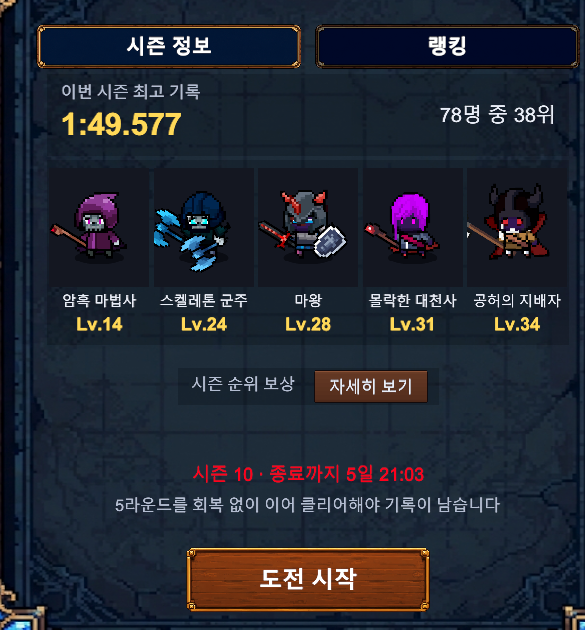 시즌 정보
랭킹
이번 시즌 최고 기록
1:49.577
78명 중 38위
암흑 마법사
스켈레톤 군주
마왕
몰락한 대천사
공허의 지배자
Lv.14
Lv.24
Lv.28
Lv.31
Lv.34
시즌 순위 보상
자세히 보기
시즌 10 · 종료까지 5일 21:03
5라운드를 회복 없이 이어 클리어해야 기록이 남습니다
도전 시작